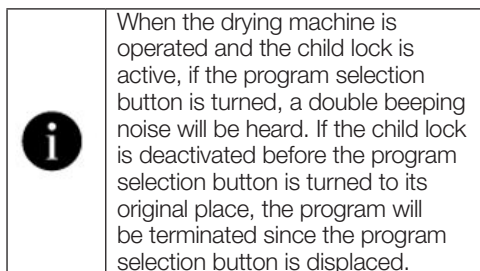 When the drying machine is
operated and the child lock is
active, if the program selection
button is turned, a double beeping
noise will be heard. If the child lock
is deactivated before the program
selection button is turned to its
original place, the program will
be terminated since the program
selection button is displaced.